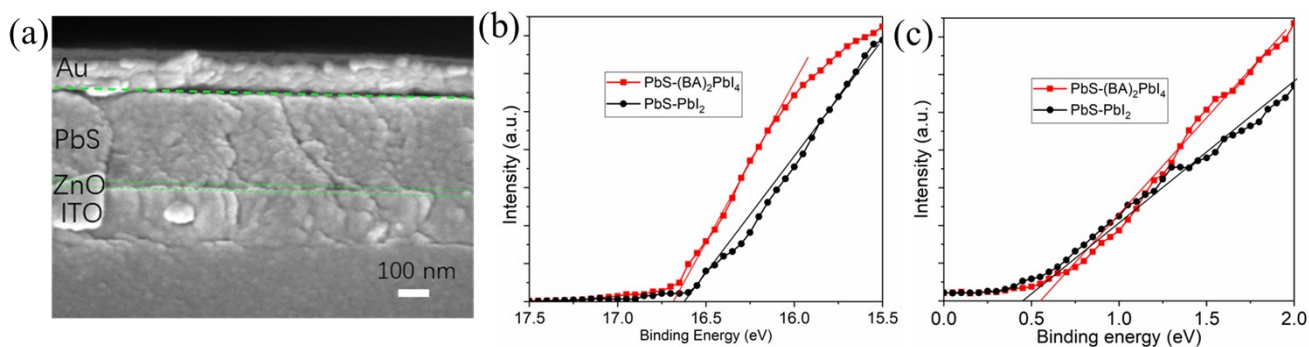 (a)
Au
PbS
ZnO
ITO
100 nm
(b)
Intensity (a.u.)
PbS-(BA)₂PbI₄
PbS-PbI₂
17.5 17.0 16.5 16.0 15.5
Binding Energy (eV)
(c)
Intensity (a.u.)
PbS-(BA)₂PbI₄
PbS-PbI₂
0.0 0.5 1.0 1.5 2.0
Binding energy (eV)